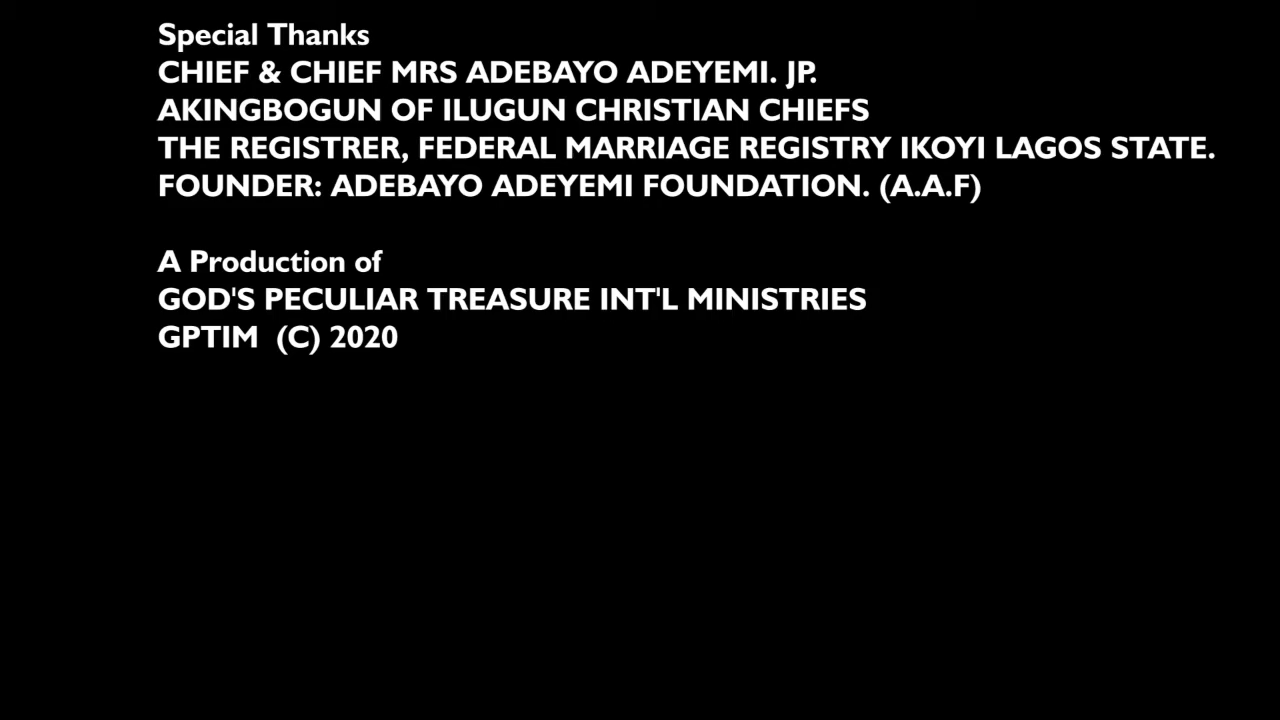 Special Thanks
CHIEF & CHIEF MRS ADEBAYO ADEYEMI. JP.
AKINGBOGUN OF ILUGUN CHRISTIAN CHIEFS
THE REGISTRER, FEDERAL MARRIAGE REGISTRY IKOYI LAGOS STATE.
FOUNDER: ADEBAYO ADEYEMI FOUNDATION. (A.A.F)
A Production of
GOD'S PECULIAR TREASURE INT'L MINISTRIES
GPTIM  (C) 2020